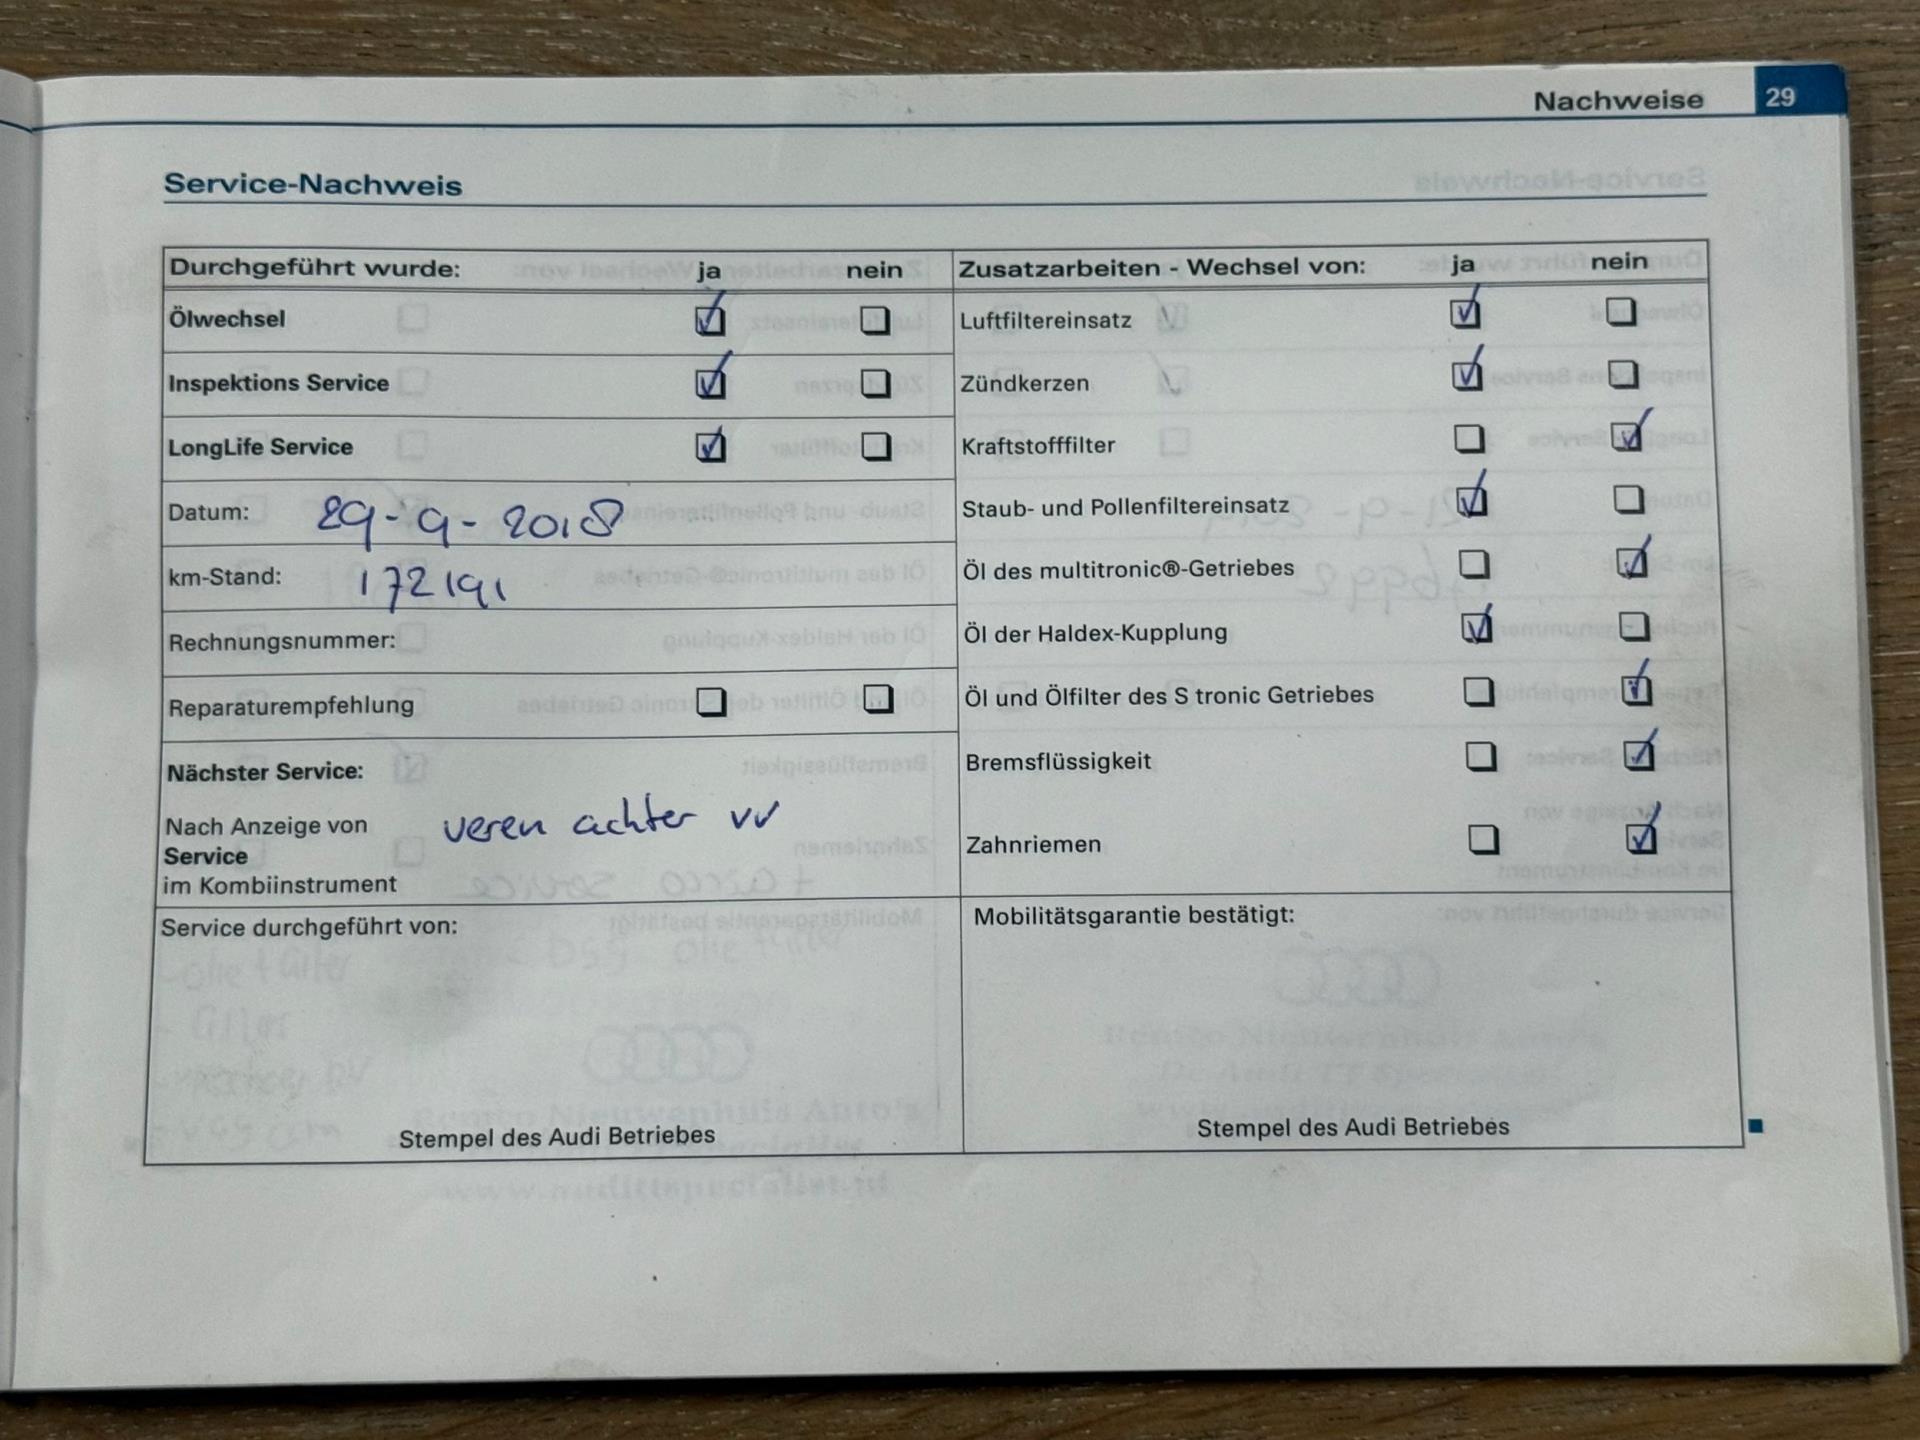 Nachweise 29
Service-Nachweis
Durchgeführt wurde: ja nein
Ölwechsel
Inspektions Service
LongLife Service
Datum: 29-9-2018
km-Stand: 172191
Rechnungsnummer:
Reparaturempfehlung
Nächster Service:
Nach Anzeige von
Service
im Kombiinstrument
veren achter vv
Service durchgeführt von:
Stempel des Audi Betriebes
Zusatzarbeiten - Wechsel von: ja nein
Luftfiltereinsatz
Zündkerzen
Kraftstofffilter
Staub- und Pollenfiltereinsatz
Öl des multitronic®-Getriebes
Öl der Haldex-Kupplung
Öl und Ölfilter des S tronic Getriebes
Bremsflüssigkeit
Zahnriemen
Mobilitätsgarantie bestätigt:
Stempel des Audi Betriebes